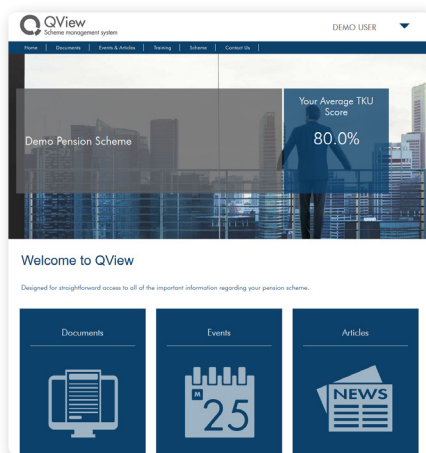 QView
Scheme management system
DEMO USER
Home
Documents
Events & Articles
Training
Scheme
Contact Us
Your Average TKU
Score
80.0%
Demo Pension Scheme
Welcome to QView
Designed for straightforward access to all of the important information regarding your pension scheme.
Documents
Events
Articles
M
25
NEWS